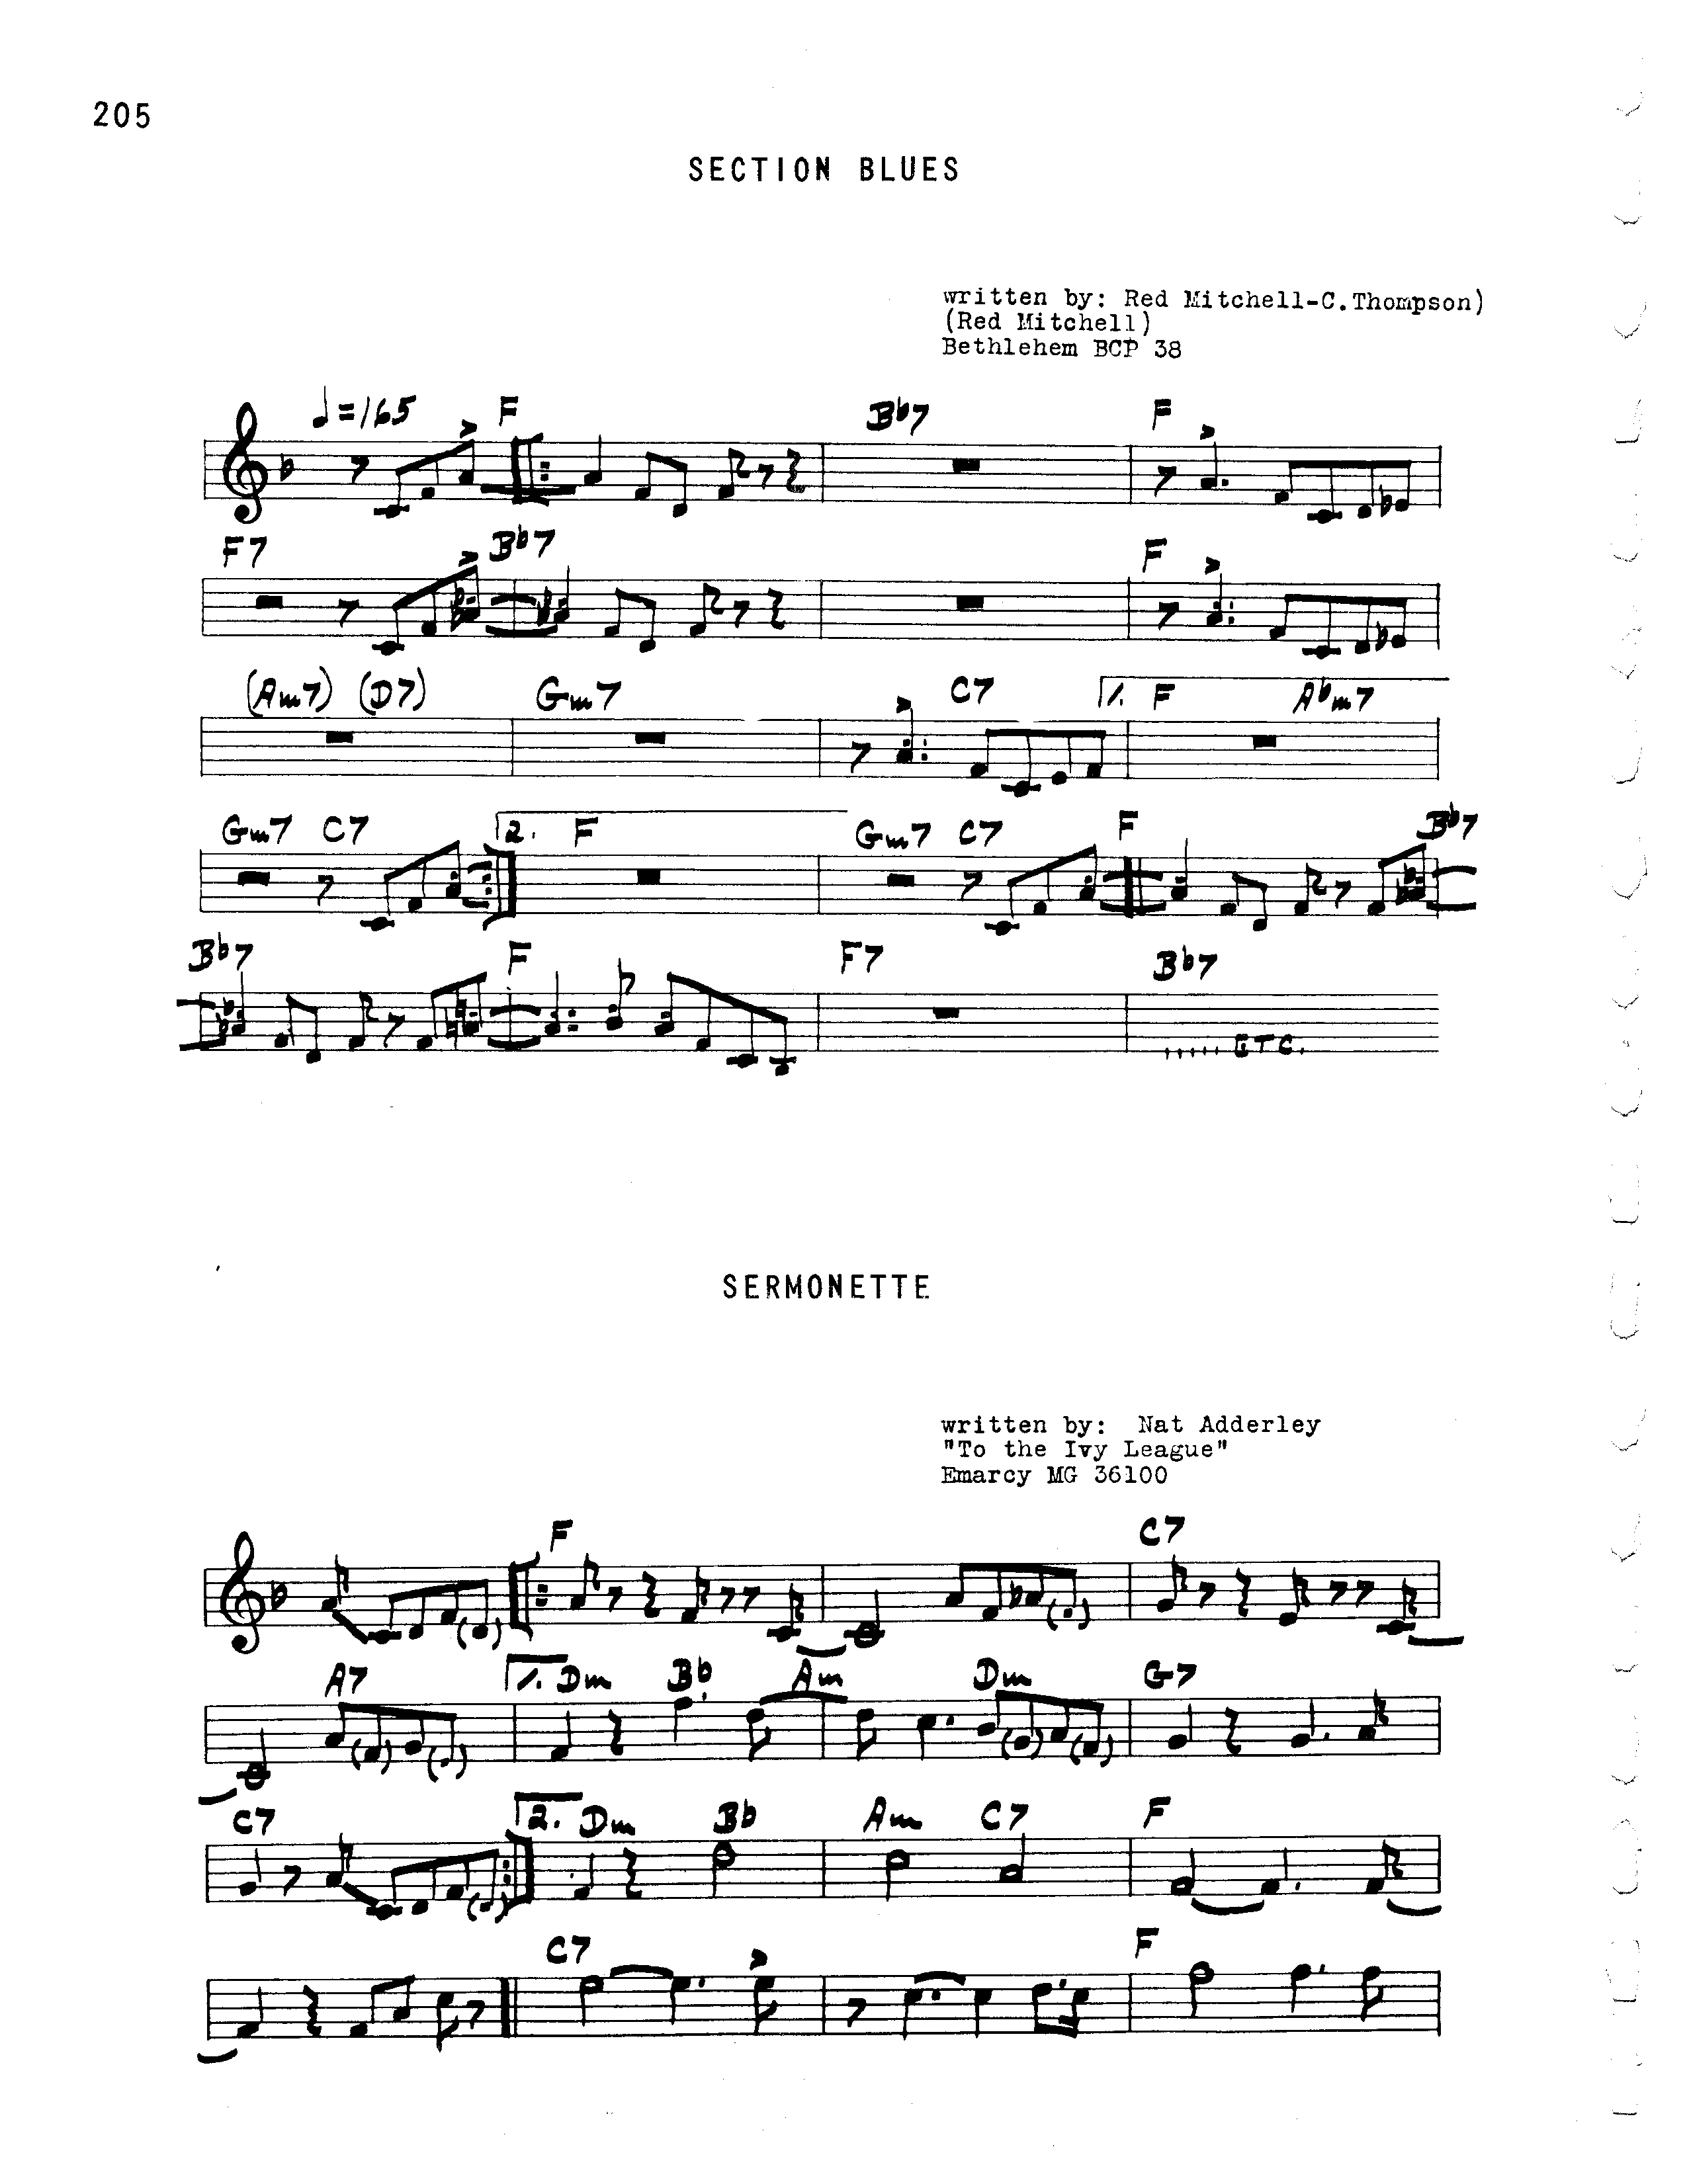 205
SECTION BLUES
written by: Red Mitchell-C.Thompson)
(Red Mitchell)
Bethlehem BCP 38
♩=165 F Bb7 F
F7 Bb7 F
(Am7) (D7) Gm7 C7 1. F Abm7
Gm7 C7 2. F Gm7 C7 F Bb7
Bb7 F F7 Bb7
..... ETC.
SERMONETTE
written by: Nat Adderley
"To the Ivy League"
Emarcy MG 36100
F C7
A7 1. Dm Bb Am Dm G7
C7 2. Dm Bb Am C7 F
C7 F